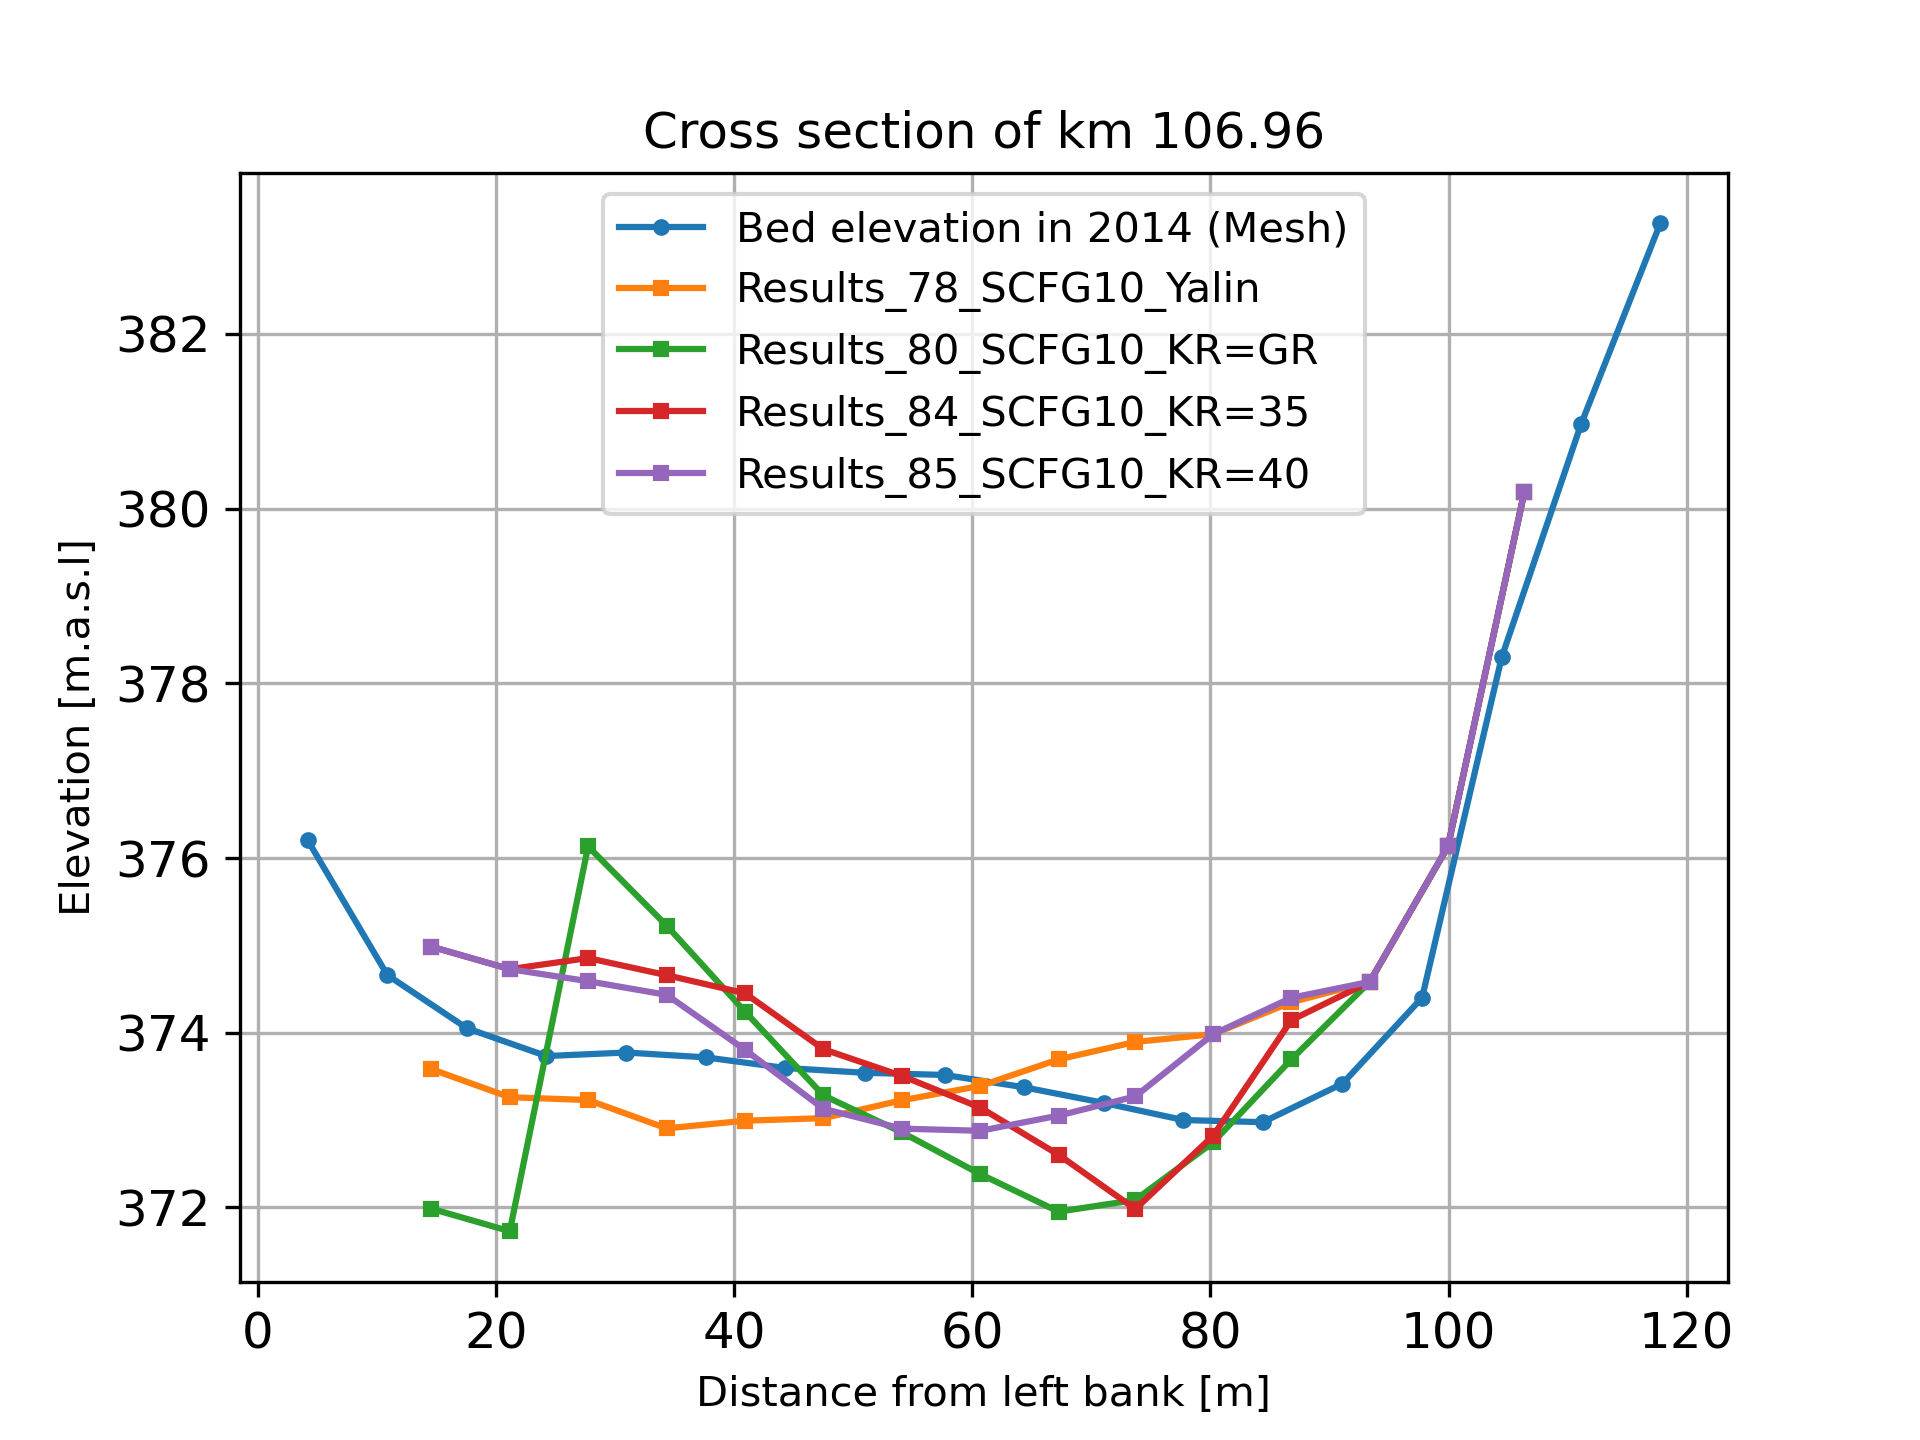 Cross section of km 106.96
Bed elevation in 2014 (Mesh)
Results_78_SCFG10_Yalin
Results_80_SCFG10_KR=GR
Results_84_SCFG10_KR=35
Results_85_SCFG10_KR=40
382
380
378
376
374
372
Elevation [m.a.s.l]
0 20 40 60 80 100 120
Distance from left bank [m]